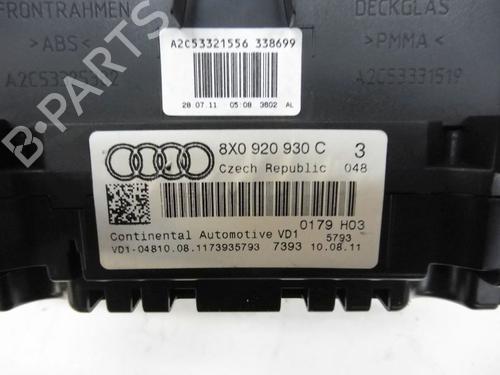 FRONTRAHMEN
>ABS<
DECKGLAS
>PMMA<
A2C53331519
A2C53321556 338699
28.07.11 05:08 3802 AL
8X0 920 930 C 3
Czech Republic 048
0179 H03
Continental Automotive VD1 5793
VD1-04810.08.1173935793 7393 10.08.11
B-Parts